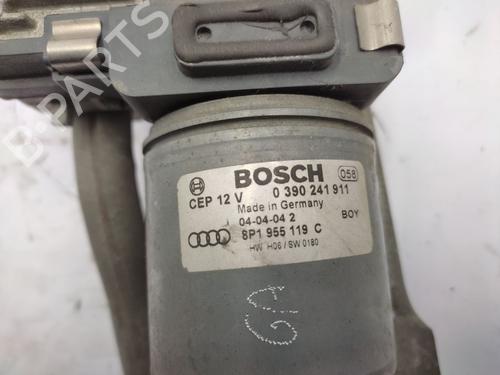 BOSCH
058
CEP 12 V 0 390 241 911
Made in Germany
04-04-04 2 BOY
8P1 955 119 C
HW H06 / SW 0180
B-PARTS